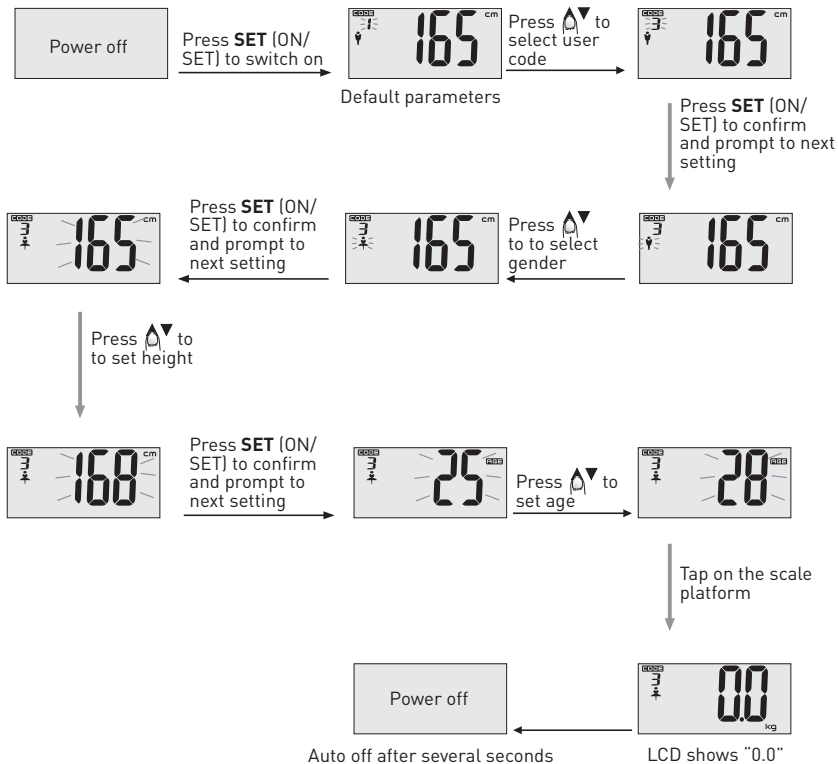 Power off
Press SET (ON/
SET) to switch on
CODE
1
165
cm
Default parameters
Press ▲▼ to
select user
code
CODE
3
165
cm
Press SET (ON/
SET) to confirm
and prompt to next
setting
CODE
3
165
cm
Press ▲▼
to to select
gender
CODE
3
165
cm
Press SET (ON/
SET) to confirm
and prompt to
next setting
CODE
3
165
cm
Press ▲▼ to
to set height
CODE
3
168
cm
Press SET (ON/
SET) to confirm
and prompt to
next setting
CODE
3
25
AGE
Press ▲▼ to
set age
CODE
3
28
AGE
Tap on the scale
platform
CODE
3
0.0
kg
LCD shows “0.0”
Power off
Auto off after several seconds